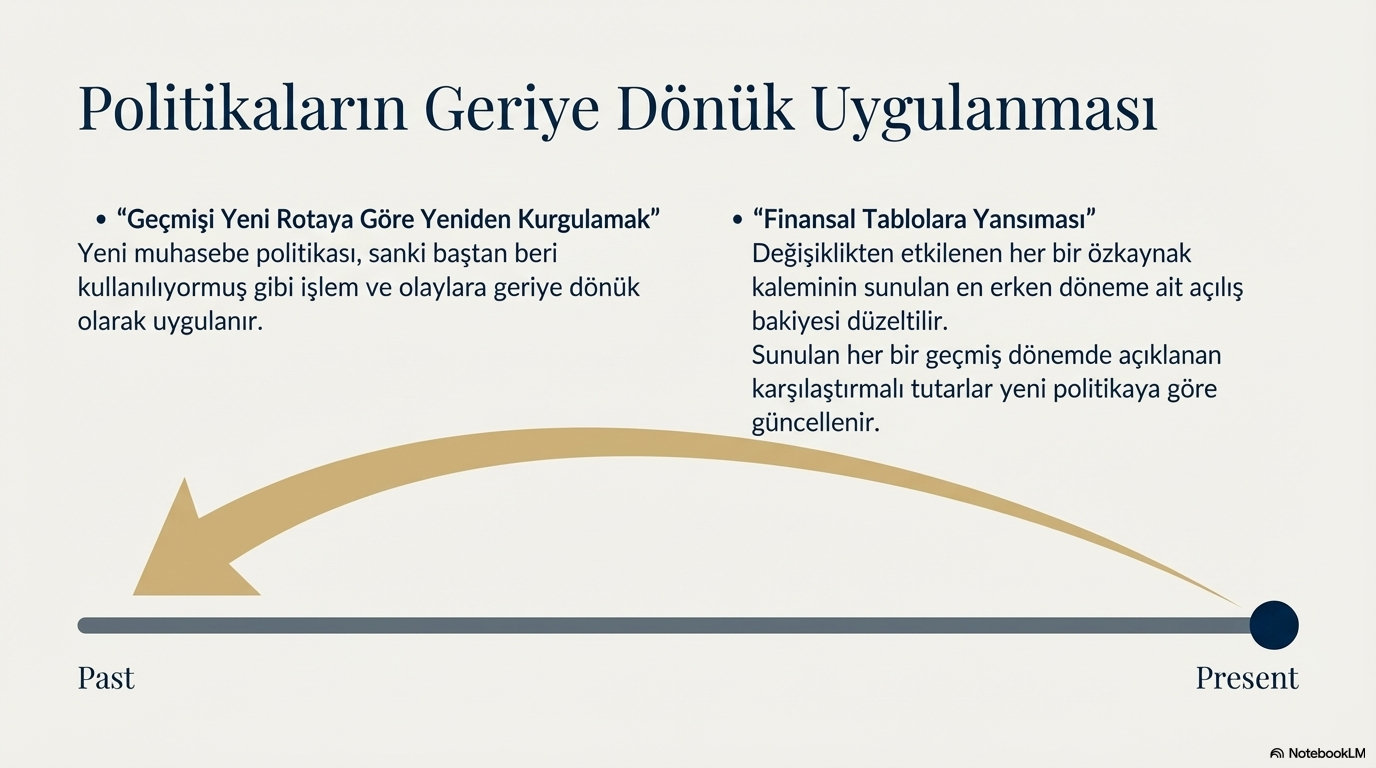 Politikaların Geriye Dönük Uygulanması
• “Geçmişi Yeni Rotaya Göre Yeniden Kurgulamak”
Yeni muhasebe politikası, sanki baştan beri
kullanılıyormuş gibi işlem ve olaylara geriye dönük
olarak uygulanır.
• “Finansal Tablolara Yansıması”
Değişiklikten etkilenen her bir özkaynak
kaleminin sunulan en erken döneme ait açılış
bakiyesi düzeltilir.
Sunulan her bir geçmiş dönemde açıklanan
karşılaştırmalı tutarlar yeni politikaya göre
güncellenir.
Past
Present
NotebookLM